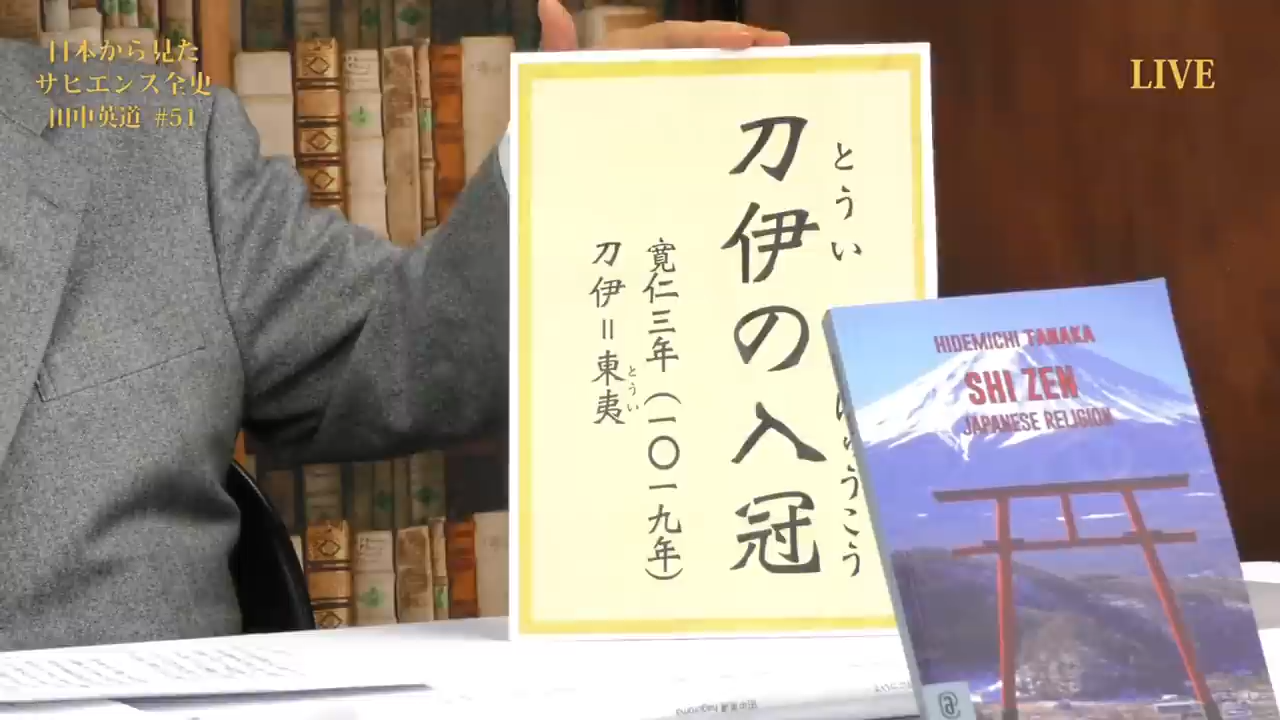 日本から見た
サピエンス全史
田中英道 #51
LIVE
とうい
刀伊の入冠
ゅうこう
寛仁三年(一〇一九年)
刀伊=東夷
とうい
HIDEMICHI TANAKA
SHI ZEN
JAPANESE RELIGION